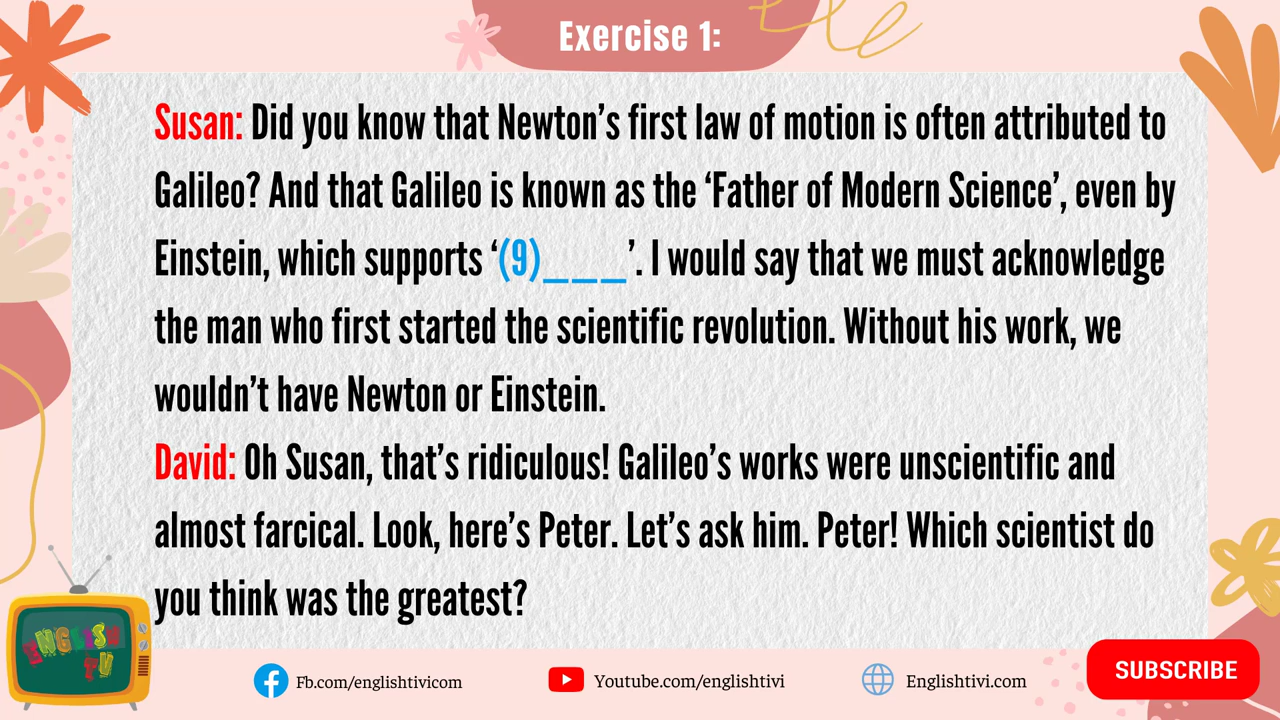 Exercise 1:
Susan: Did you know that Newton’s first law of motion is often attributed to
Galileo? And that Galileo is known as the ‘Father of Modern Science’, even by
Einstein, which supports ‘(9)___’. I would say that we must acknowledge
the man who first started the scientific revolution. Without his work, we
wouldn’t have Newton or Einstein.
David: Oh Susan, that’s ridiculous! Galileo’s works were unscientific and
almost farcical. Look, here’s Peter. Let’s ask him. Peter! Which scientist do
you think was the greatest?
ENGLISH
TV
Fb.com/englishtivicom
Youtube.com/englishtivi
Englishtivi.com
SUBSCRIBE